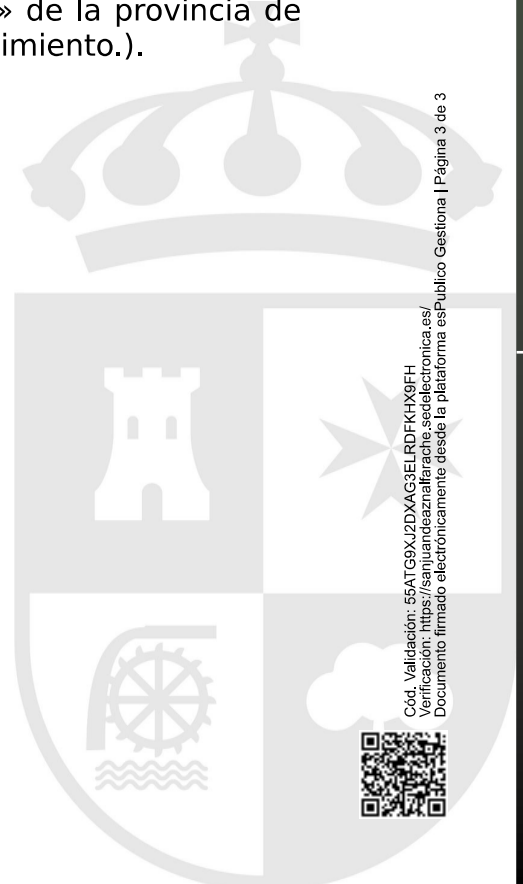 » de la provincia de
imiento.).
Cód. Validación: 55ATG9XJ2DXAG3ELRDFKHX9FH
Verificación: https://sanjuandeaznalfarache.sedelectronica.es/
Documento firmado electrónicamente desde la plataforma esPublico Gestiona | Página 3 de 3